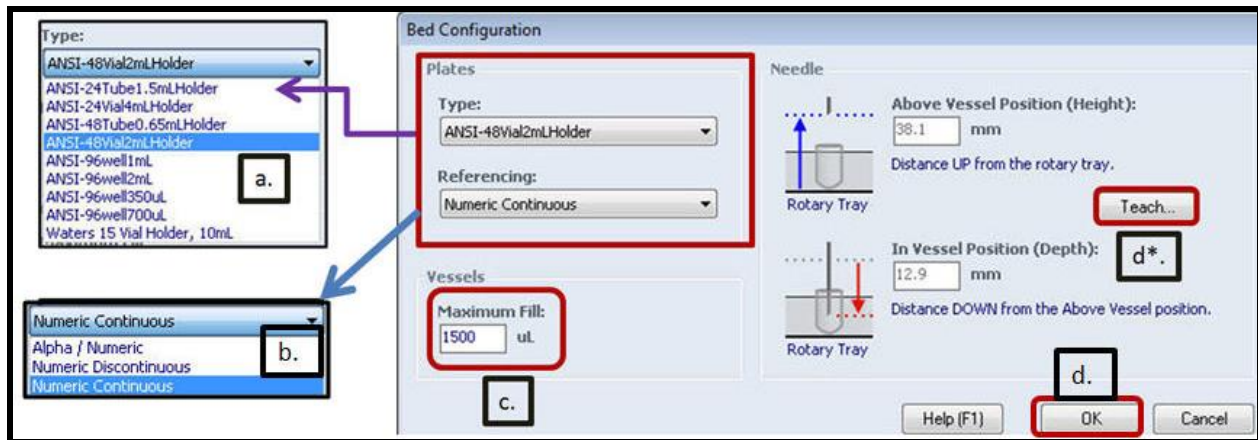 Type:
ANSI-48Vial2mLHolder
ANSI-24Tube1.5mLHolder
ANSI-24Vial4mLHolder
ANSI-48Tube0.65mLHolder
ANSI-48Vial2mLHolder
ANSI-96well1mL
ANSI-96well2mL
ANSI-96well350uL
ANSI-96well700uL
Waters 15 Vial Holder, 10mL
a.
Numeric Continuous
Alpha / Numeric
Numeric Discontinuous
Numeric Continuous
b.
Bed Configuration
Plates
Type:
ANSI-48Vial2mLHolder
Referencing:
Numeric Continuous
Vessels
Maximum Fill:
1500 uL
c.
Needle
Above Vessel Position (Height):
38.1 mm
Distance UP from the rotary tray.
Rotary Tray
Teach...
d*.
In Vessel Position (Depth):
12.9 mm
Distance DOWN from the Above Vessel position.
Rotary Tray
d.
Help (F1) OK Cancel